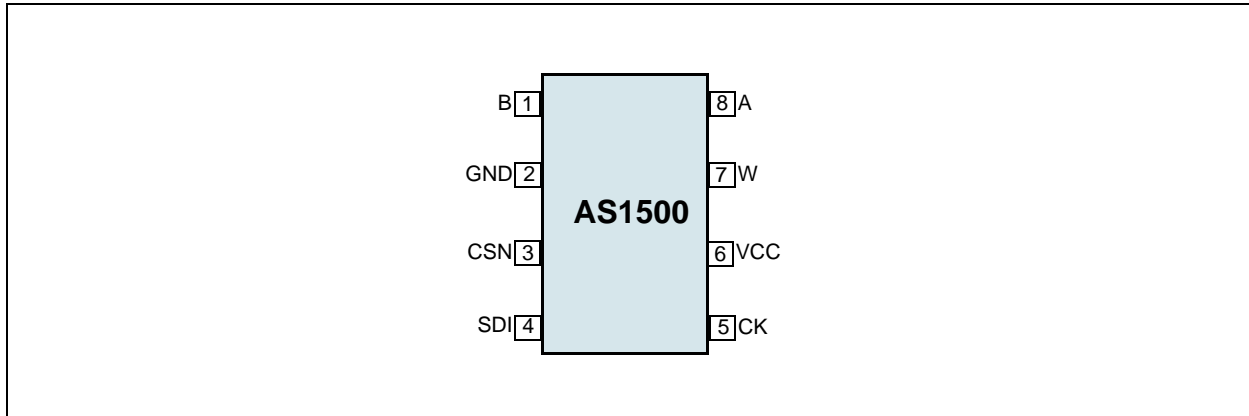 B 1 8 A
GND 2 7 W
AS1500
CSN 3 6 VCC
SDI 4 5 CK